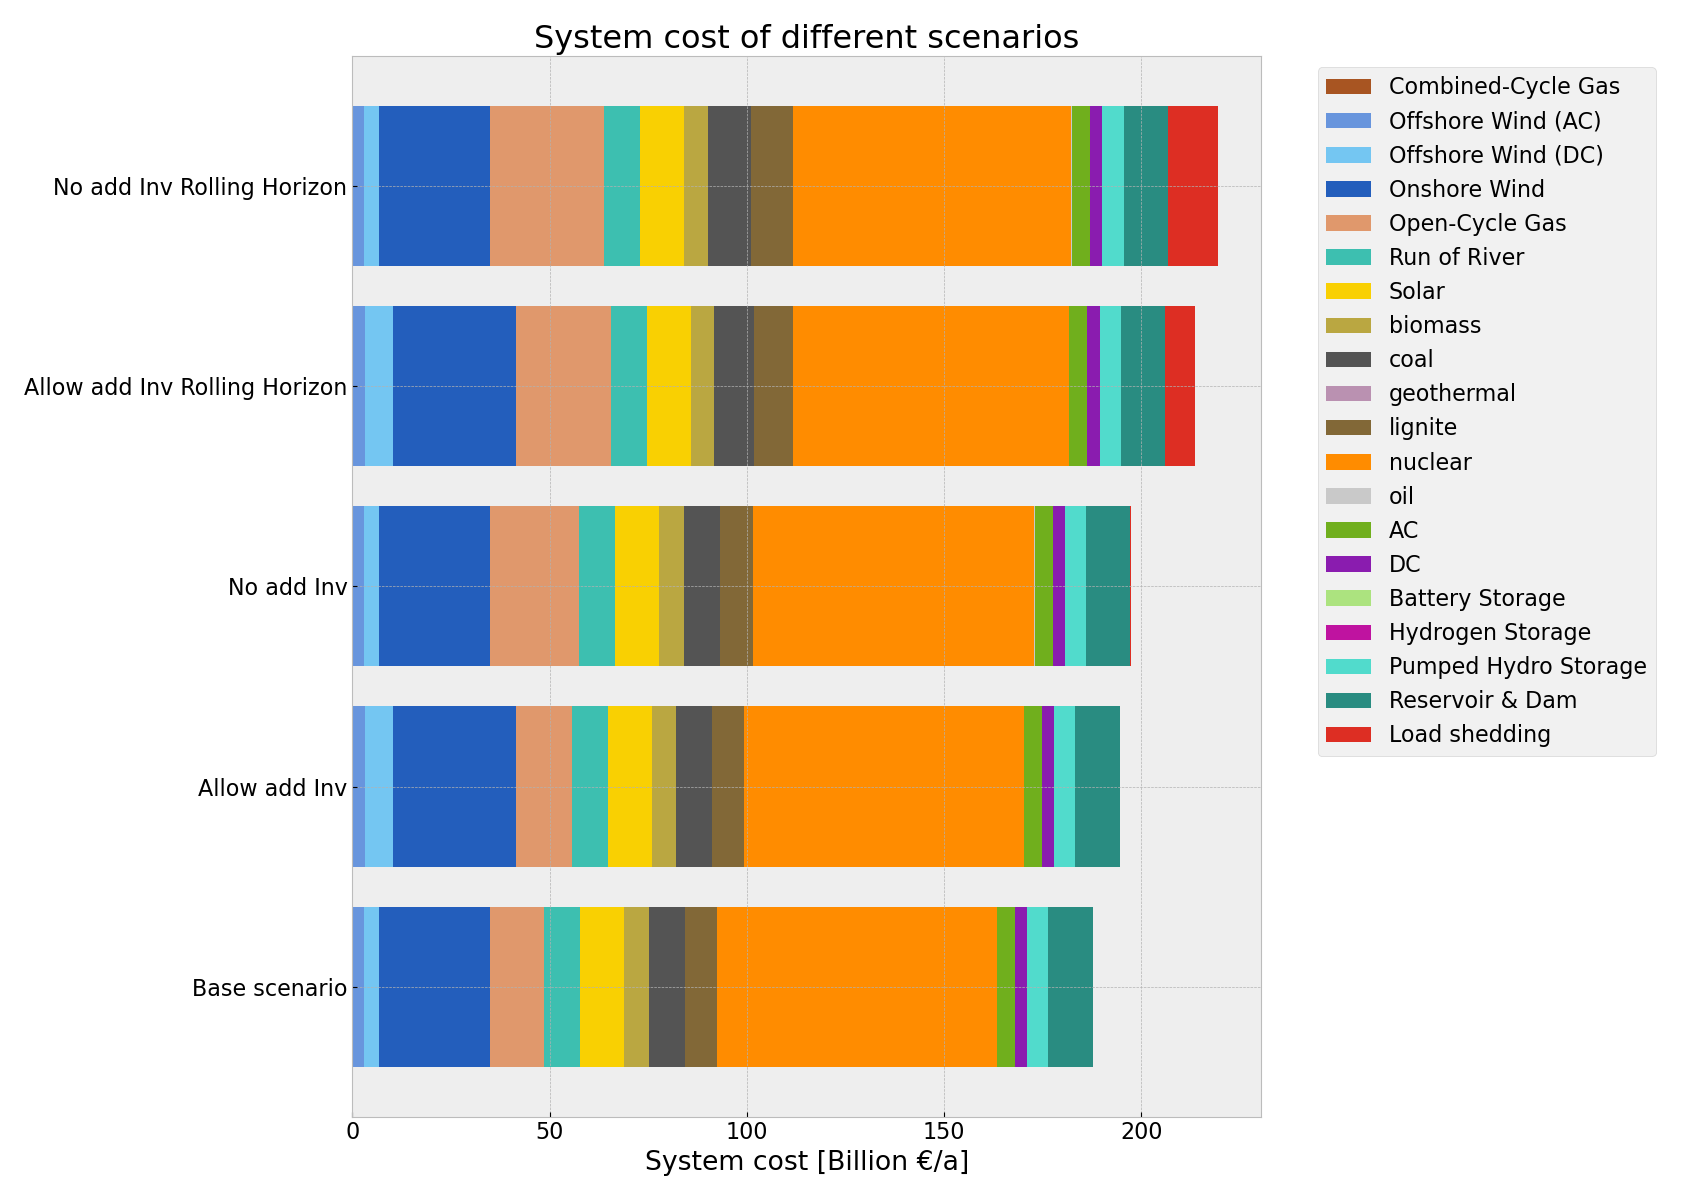 System cost of different scenarios
No add Inv Rolling Horizon
Allow add Inv Rolling Horizon
No add Inv
Allow add Inv
Base scenario
0 50 100 150 200
System cost [Billion €/a]
Combined-Cycle Gas
Offshore Wind (AC)
Offshore Wind (DC)
Onshore Wind
Open-Cycle Gas
Run of River
Solar
biomass
coal
geothermal
lignite
nuclear
oil
AC
DC
Battery Storage
Hydrogen Storage
Pumped Hydro Storage
Reservoir & Dam
Load shedding